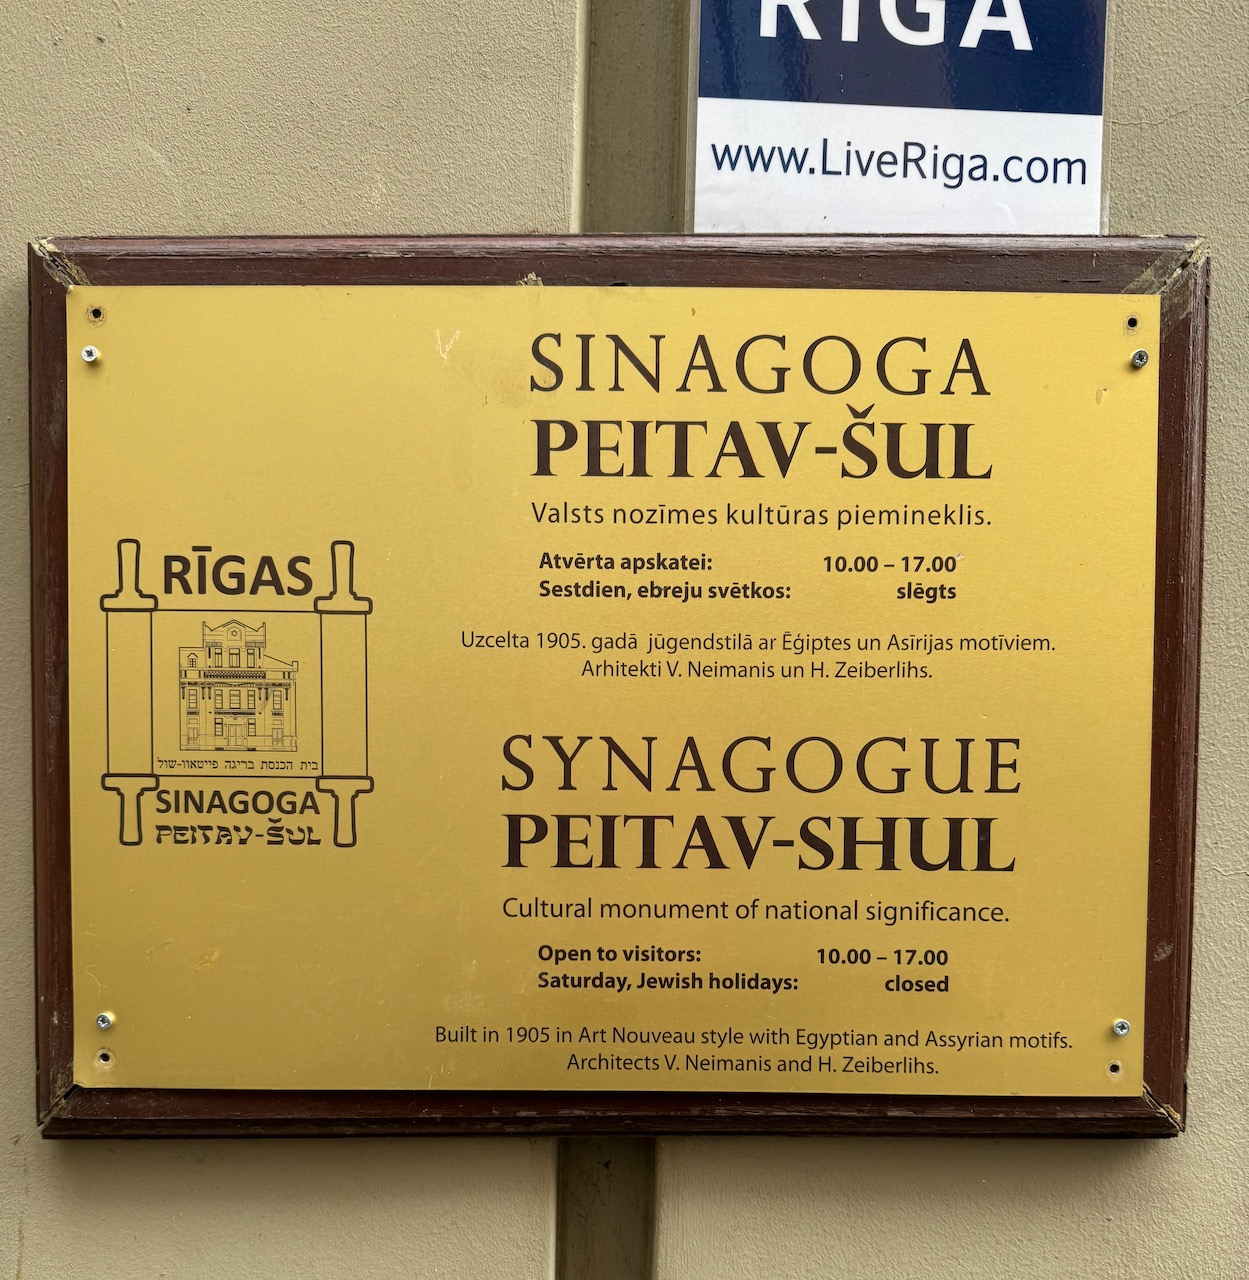 RIGA
www.LiveRiga.com
SINAGOGA
PEITAV-ŠUL
Valsts nozīmes kultūras piemineklis.
Atvērta apskatei: 10.00 – 17.00
Sestdien, ebreju svētkos: slēgts
Uzcelta 1905. gadā jūgendstilā ar Ēģiptes un Asīrijas motīviem.
Arhitekti V. Neimanis un H. Zeiberlihs.
RĪGAS
בית הכנסת בריגה פייטאוו-שול
SINAGOGA
PEITAV-ŠUL
SYNAGOGUE
PEITAV-SHUL
Cultural monument of national significance.
Open to visitors: 10.00 – 17.00
Saturday, Jewish holidays: closed
Built in 1905 in Art Nouveau style with Egyptian and Assyrian motifs.
Architects V. Neimanis and H. Zeiberlihs.